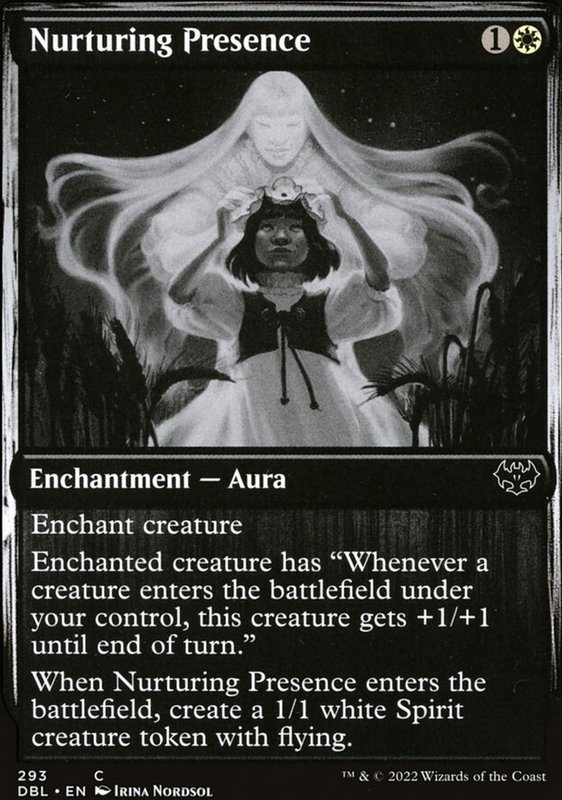 Nurturing Presence 1
Enchantment — Aura
Enchant creature
Enchanted creature has “Whenever a
creature enters the battlefield under
your control, this creature gets +1/+1
until end of turn.”
When Nurturing Presence enters the
battlefield, create a 1/1 white Spirit
creature token with flying.
293 C
DBL • EN Irina Nordsol
™ & © 2022 Wizards of the Coast